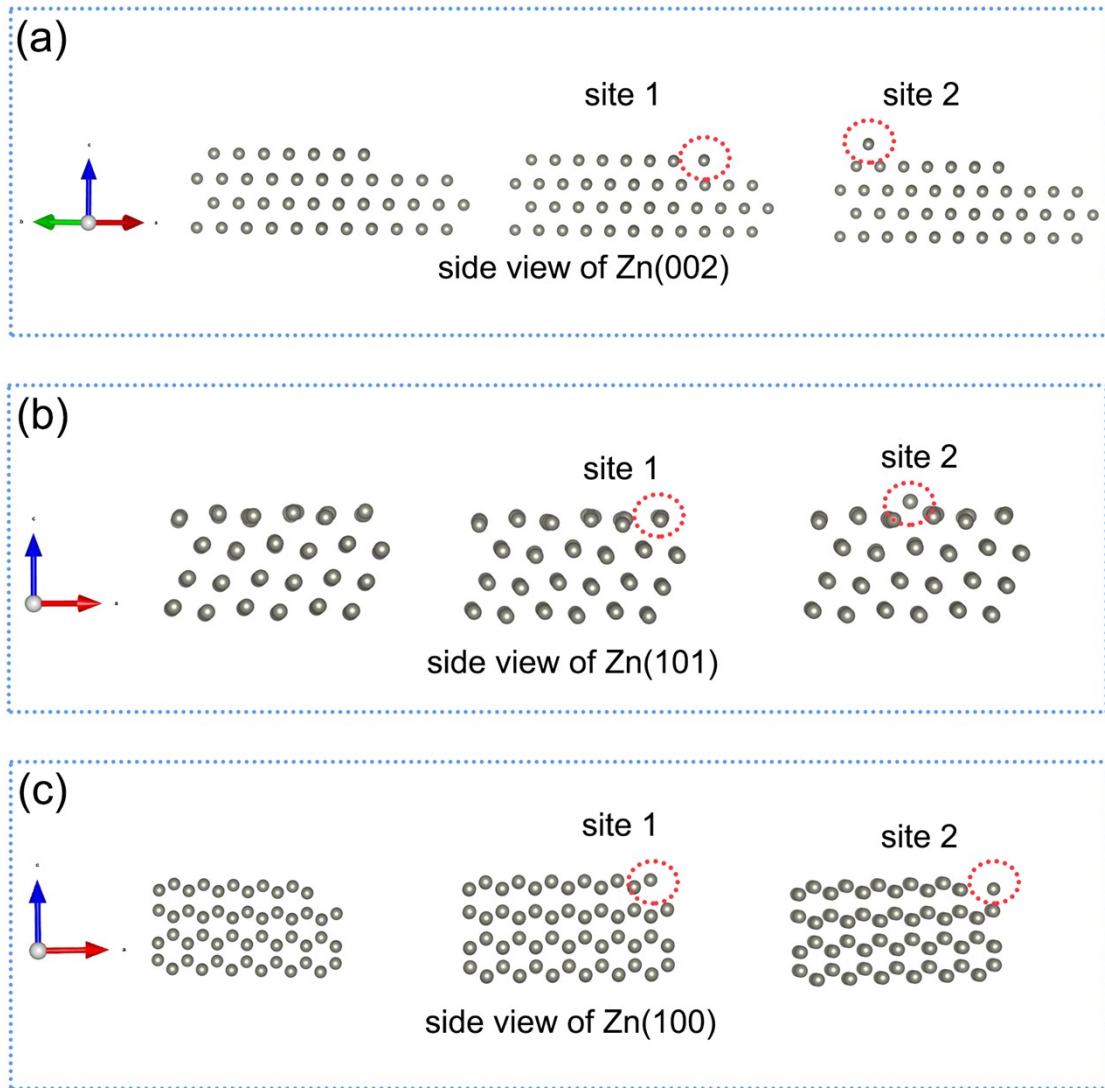 (a)
site 1
site 2
c
b
a
side view of Zn(002)
(b)
site 1
site 2
c
a
side view of Zn(101)
(c)
site 1
site 2
c
a
side view of Zn(100)